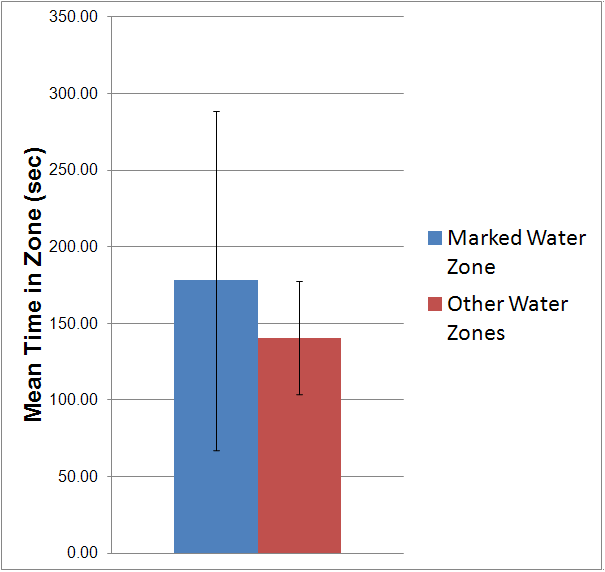 350.00
300.00
250.00
200.00
150.00
100.00
50.00
0.00
Mean Time in Zone (sec)
Marked Water
Zone
Other Water
Zones